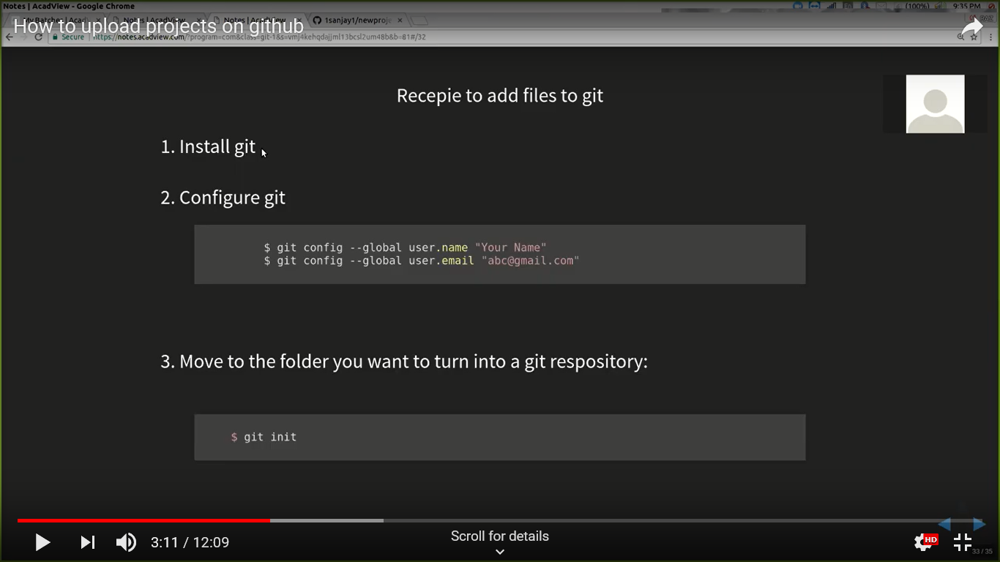 Notes | AcadView - Google Chrome
(100%) 9:35 PM
My Batches | Acad × Notes | AcadView × Notes | AcadView × 1sanjay1/newproje ×
How to upload projects on github
Secure https://notes.acadview.com/?program=com&class=git-1&s=vmj4kehqdajjml13bcsl2um48b&b=81#/32
Recepie to add files to git
1. Install git
2. Configure git
$ git config --global user.name "Your Name"
$ git config --global user.email "abc@gmail.com"
3. Move to the folder you want to turn into a git respository:
$ git init
3:11 / 12:09
Scroll for details
HD
33 / 35